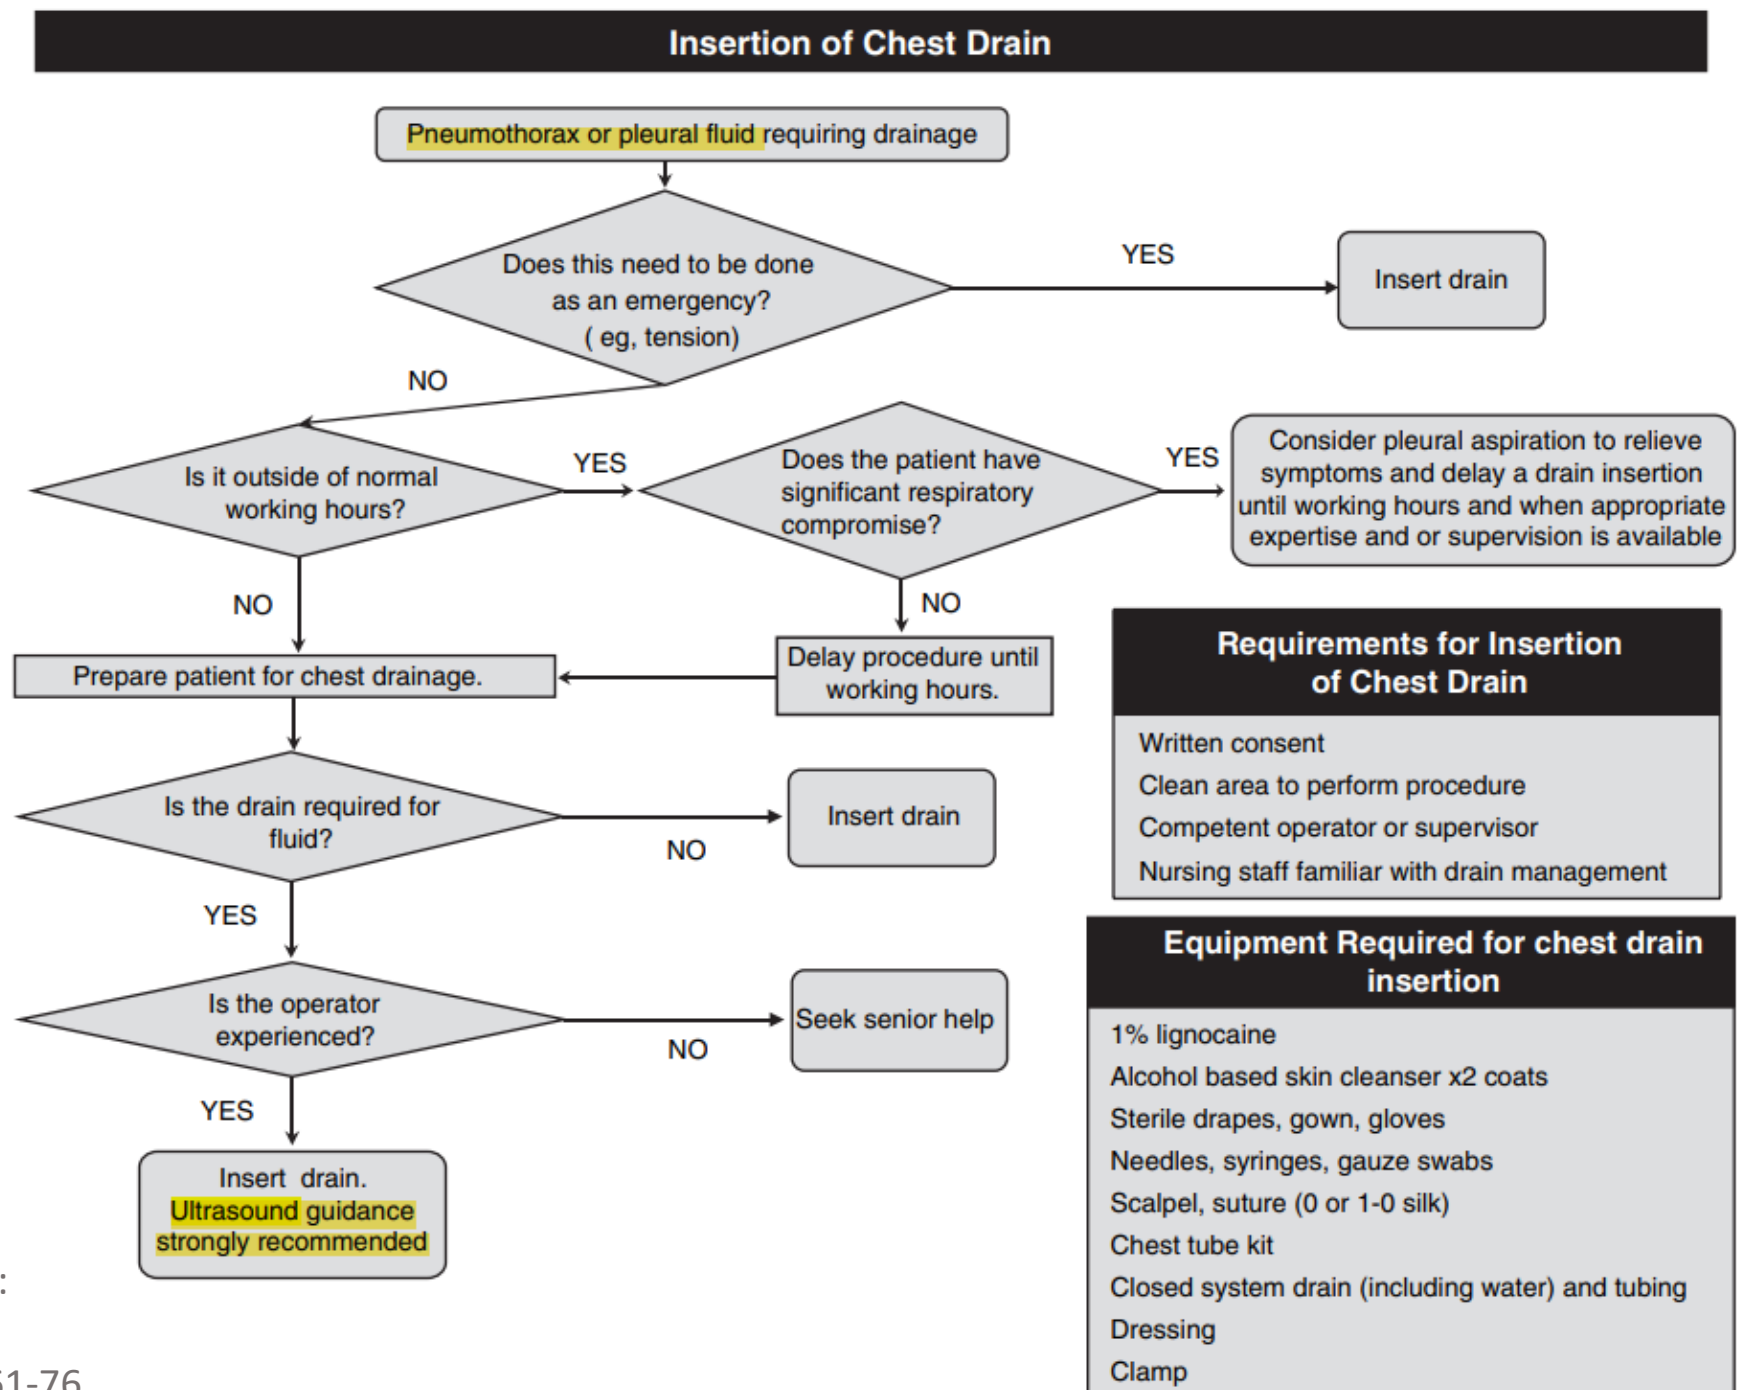 Insertion of Chest Drain
Pneumothorax or pleural fluid requiring drainage
Does this need to be done
as an emergency?
( eg, tension)
YES
Insert drain
NO
Is it outside of normal
working hours?
YES
Does the patient have
significant respiratory
compromise?
YES
Consider pleural aspiration to relieve
symptoms and delay a drain insertion
until working hours and when appropriate
expertise and or supervision is available
NO
NO
Delay procedure until
working hours.
Prepare patient for chest drainage.
Is the drain required for
fluid?
NO
Insert drain
YES
Is the operator
experienced?
NO
Seek senior help
YES
Insert drain.
Ultrasound guidance
strongly recommended
Requirements for Insertion
of Chest Drain
Written consent
Clean area to perform procedure
Competent operator or supervisor
Nursing staff familiar with drain management
Equipment Required for chest drain
insertion
1% lignocaine
Alcohol based skin cleanser x2 coats
Sterile drapes, gown, gloves
Needles, syringes, gauze swabs
Scalpel, suture (0 or 1-0 silk)
Chest tube kit
Closed system drain (including water) and tubing
Dressing
Clamp
:
1-76